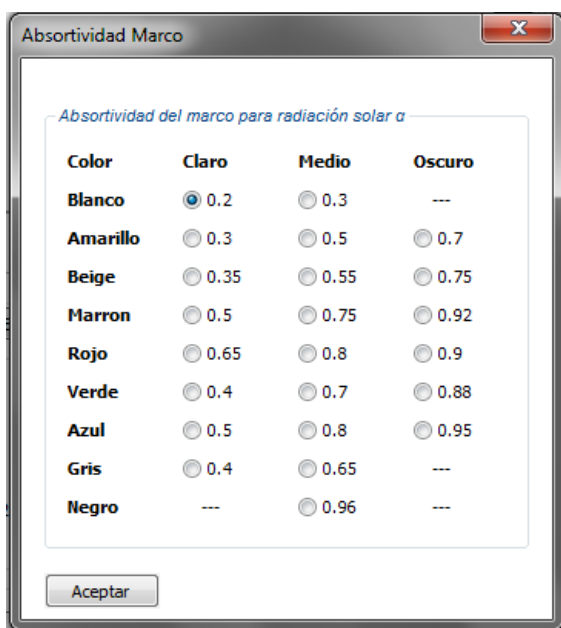 Absortividad Marco
Absortividad del marco para radiación solar α
Color Claro Medio Oscuro
Blanco 0.2 0.3 ---
Amarillo 0.3 0.5 0.7
Beige 0.35 0.55 0.75
Marron 0.5 0.75 0.92
Rojo 0.65 0.8 0.9
Verde 0.4 0.7 0.88
Azul 0.5 0.8 0.95
Gris 0.4 0.65 ---
Negro --- 0.96 ---
Aceptar